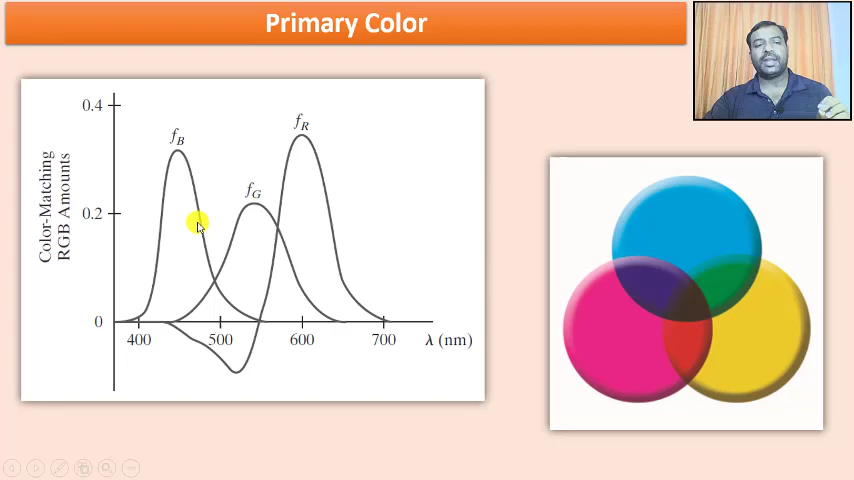 Primary Color
0.4
f_B
f_R
f_G
Color-Matching
RGB Amounts
0.2
0
400
500
600
700
λ (nm)